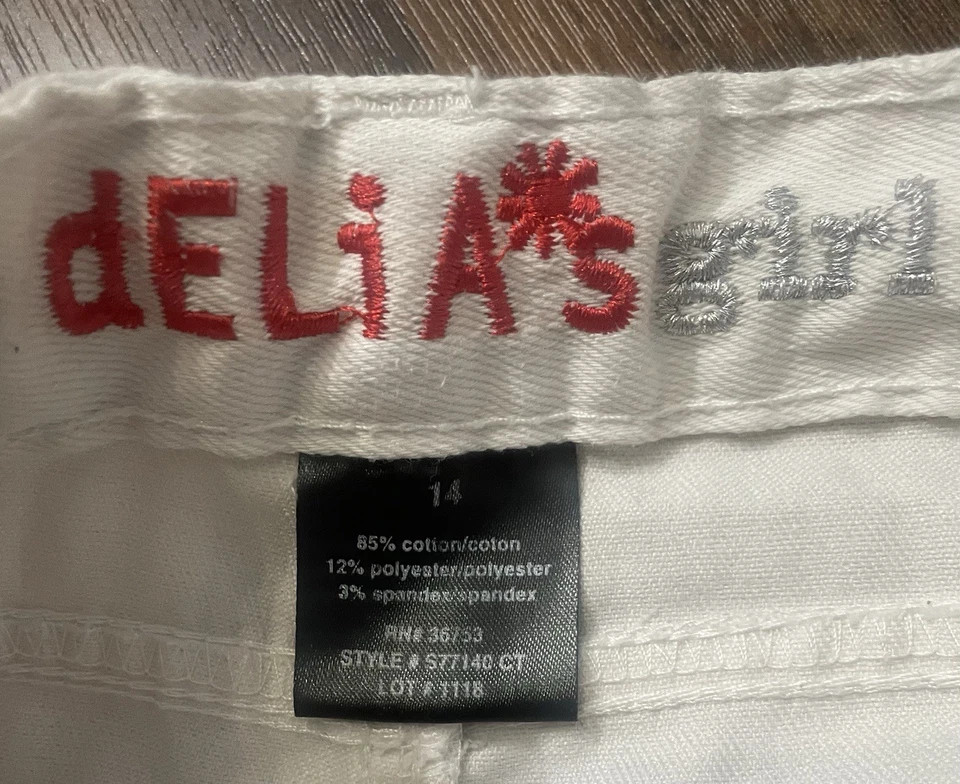 dELiA*s girl
14
85% cotton/coton
12% polyester/polyester
3% spandex/spandex
RN# 36753
STYLE # S77140 CT
LOT # 1118